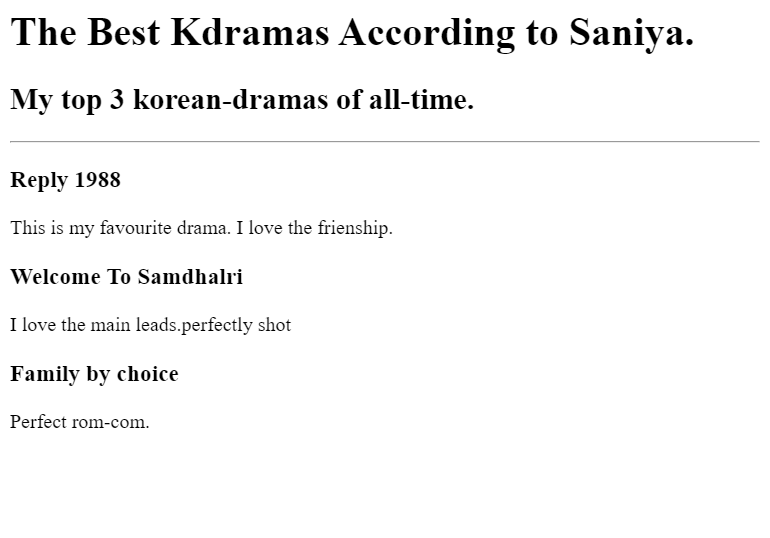 The Best Kdramas According to Saniya.
My top 3 korean-dramas of all-time.
Reply 1988
This is my favourite drama. I love the frienship.
Welcome To Samdhalri
I love the main leads.perfectly shot
Family by choice
Perfect rom-com.